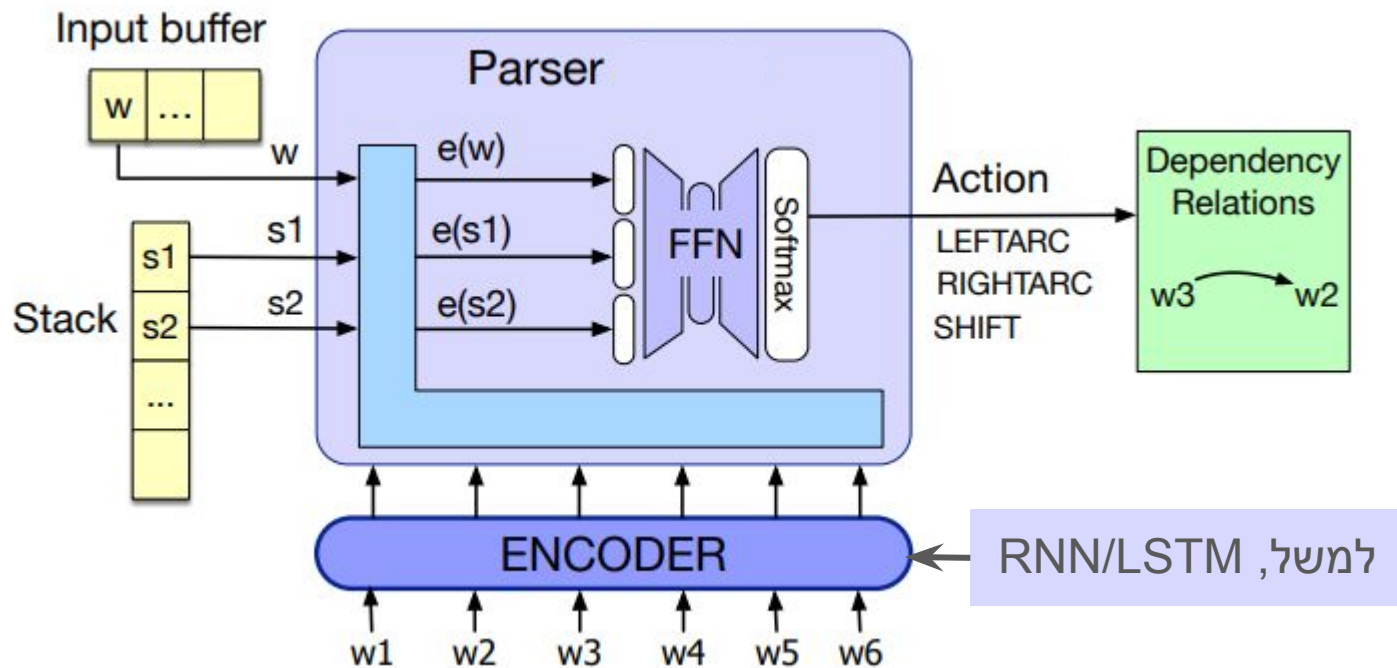 Input buffer
w ...
Parser
w
e(w)
Stack
s1
s2
...
s1
s2
e(s1)
e(s2)
FFN
Softmax
Action
LEFTARC
RIGHTARC
SHIFT
Dependency
Relations
w3 w2
ENCODER
למשל, RNN/LSTM
w1 w2 w3 w4 w5 w6